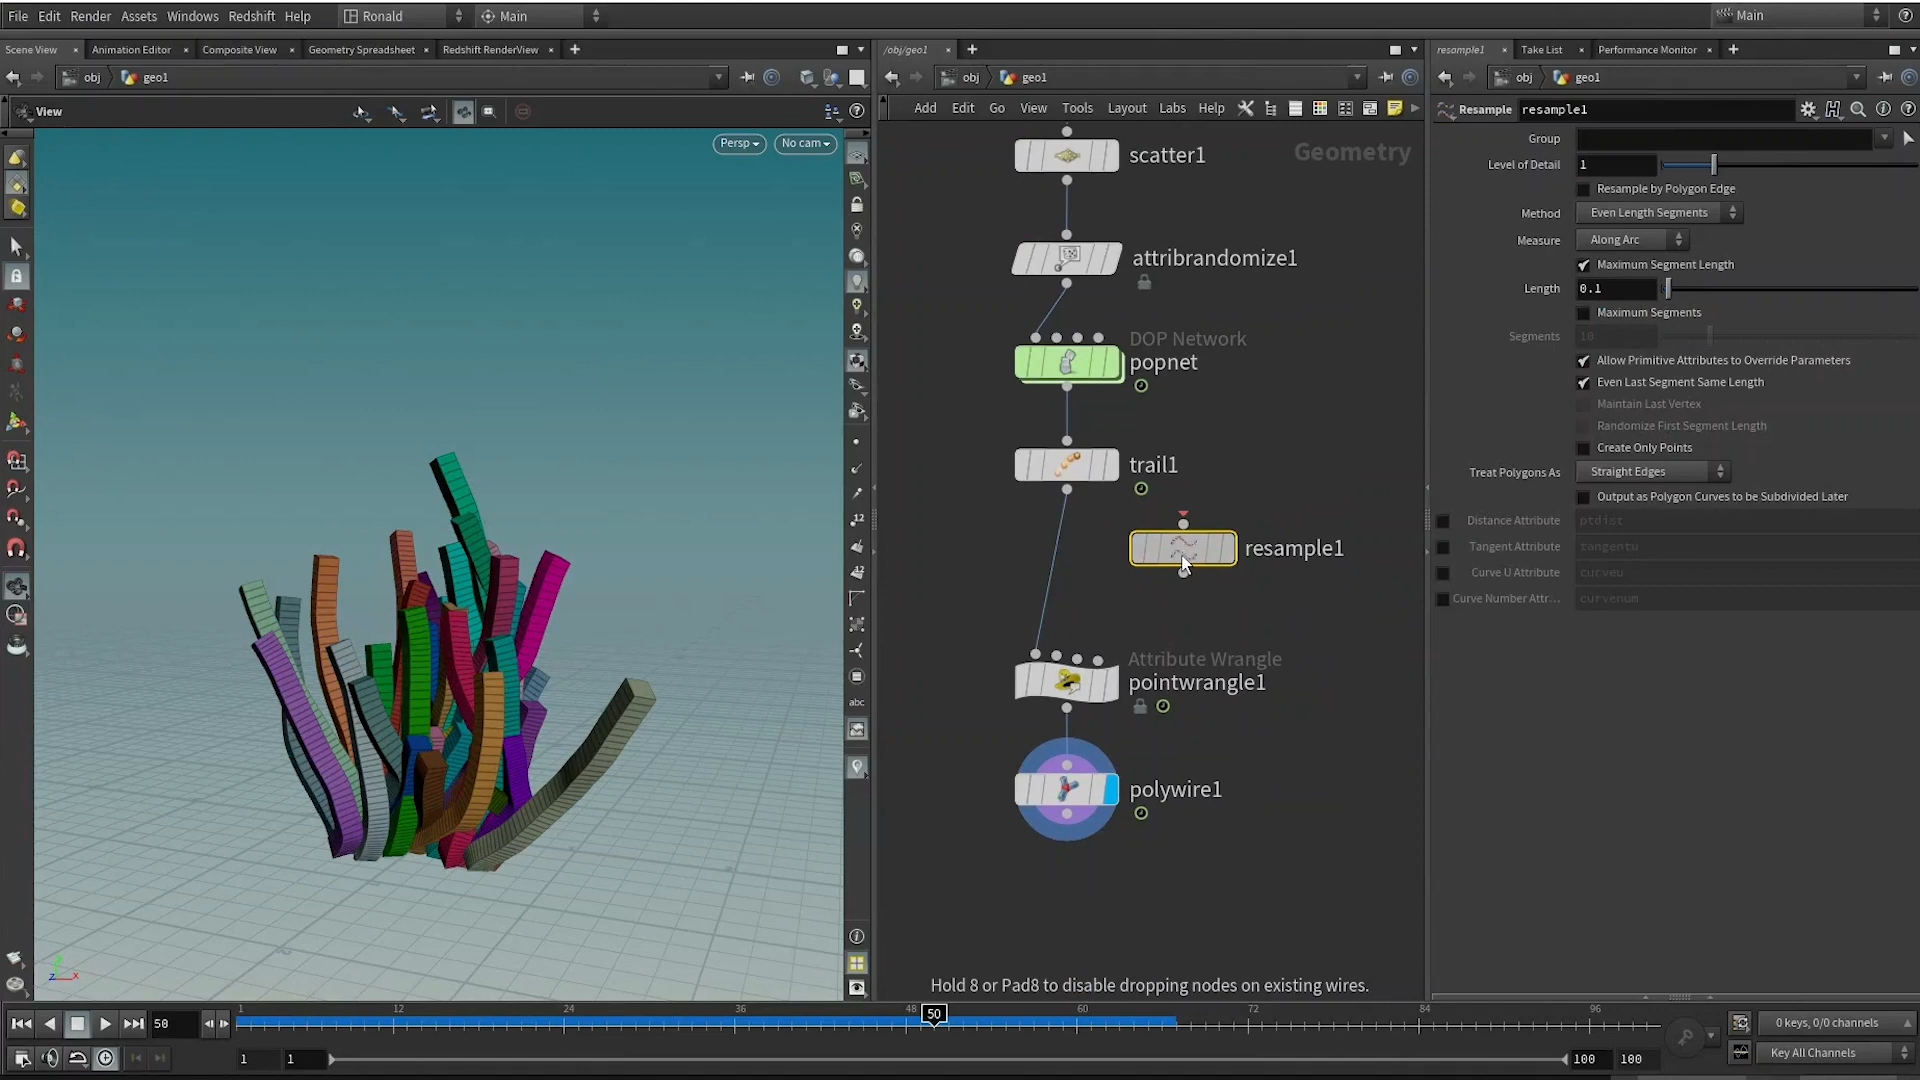 File Edit Render Assets Windows Redshift Help Ronald Main Main
Scene View Animation Editor Composite View Geometry Spreadsheet Redshift RenderView
obj geo1
View
Persp No cam
/obj/geo1
obj geo1
Add Edit Go View Tools Layout Labs Help
Geometry
scatter1
attribrandomize1
DOP Network
popnet
trail1
resample1
Attribute Wrangle
pointwrangle1
polywire1
Hold 8 or Pad8 to disable dropping nodes on existing wires.
resample1 Take List Performance Monitor
obj geo1
Resample resample1
Group
Level of Detail 1
Resample by Polygon Edge
Method Even Length Segments
Measure Along Arc
Maximum Segment Length
Length 0.1
Maximum Segments
Segments 10
Allow Primitive Attributes to Override Parameters
Even Last Segment Same Length
Maintain Last Vertex
Randomize First Segment Length
Create Only Points
Treat Polygons As Straight Edges
Output as Polygon Curves to be Subdivided Later
Distance Attribute ptdist
Tangent Attribute tangentu
Curve U Attribute curveu
Curve Number Attr... curvenum
12
12
abc
z y x
1 12 24 36 48 60 72 84 96
50
50
0 keys, 0/0 channels
1 1 100 100
Key All Channels